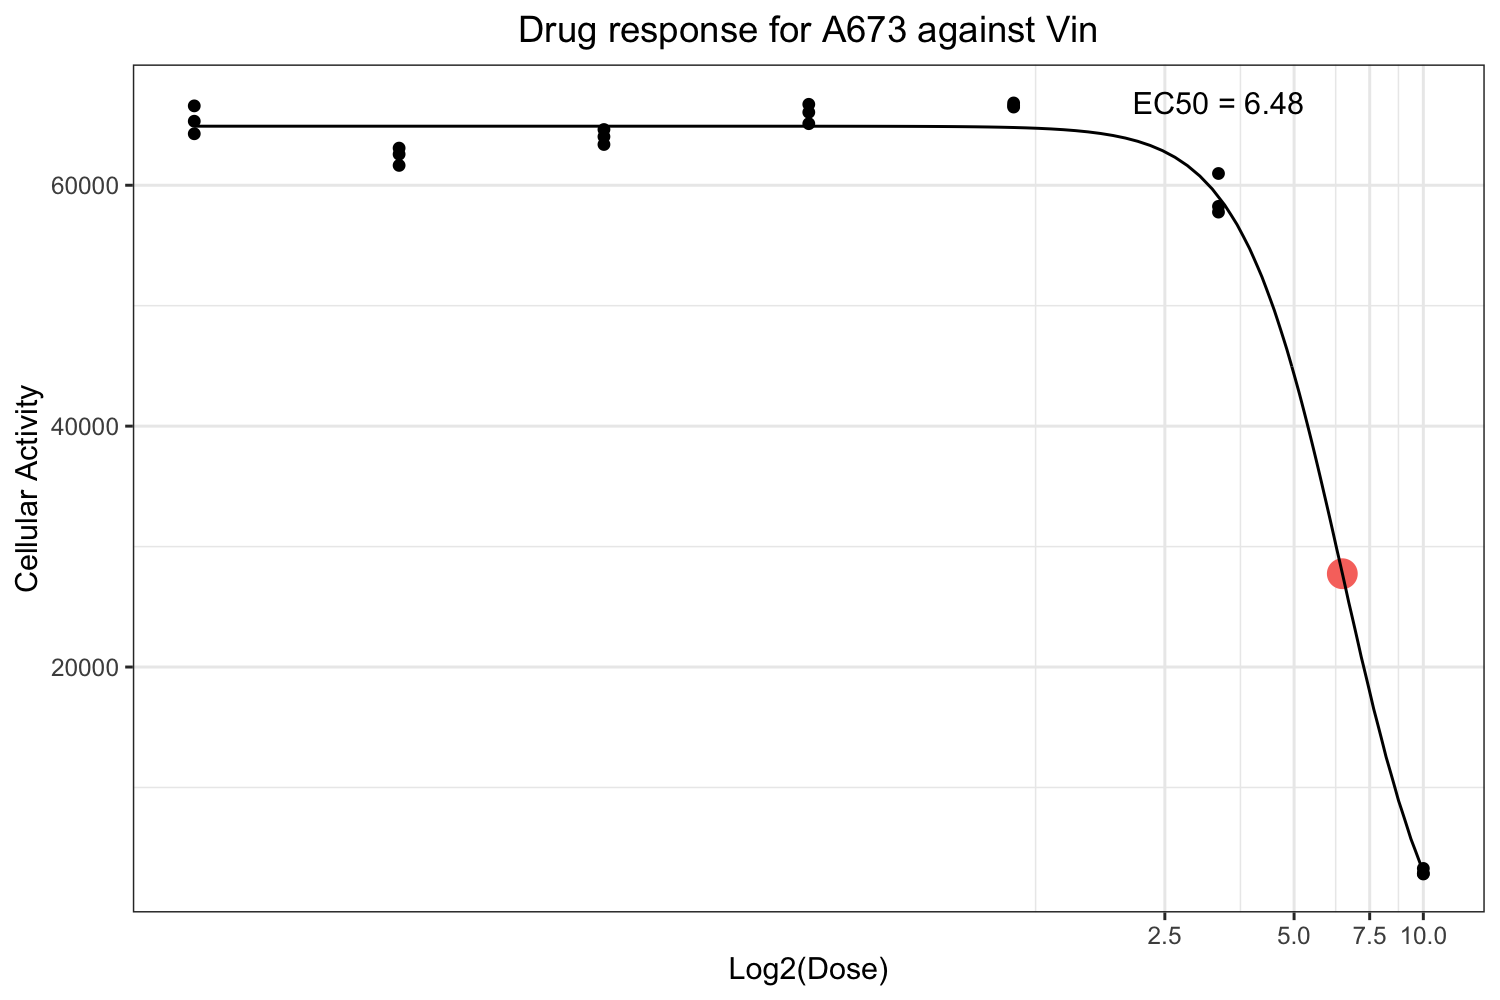 Drug response for A673 against Vin
EC50 = 6.48
Cellular Activity
60000
40000
20000
2.5 5.0 7.5 10.0
Log2(Dose)